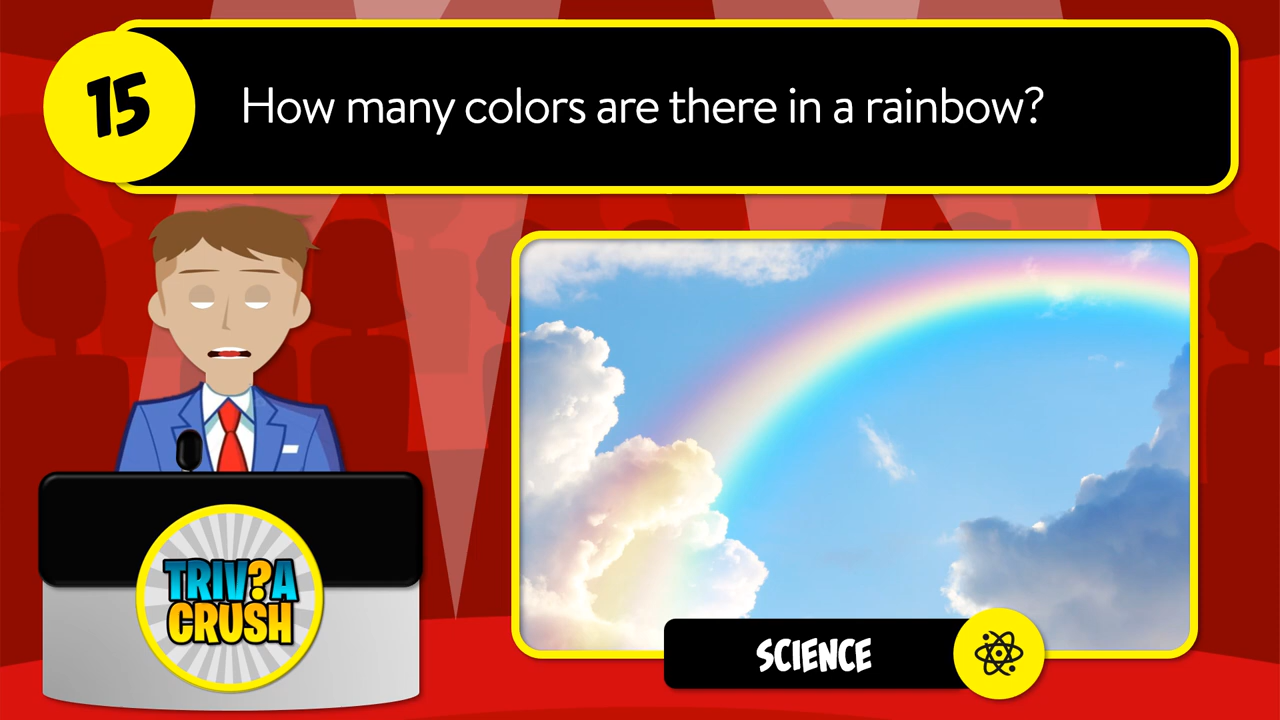 15
How many colors are there in a rainbow?
TRIV?A
CRUSH
SCIENCE